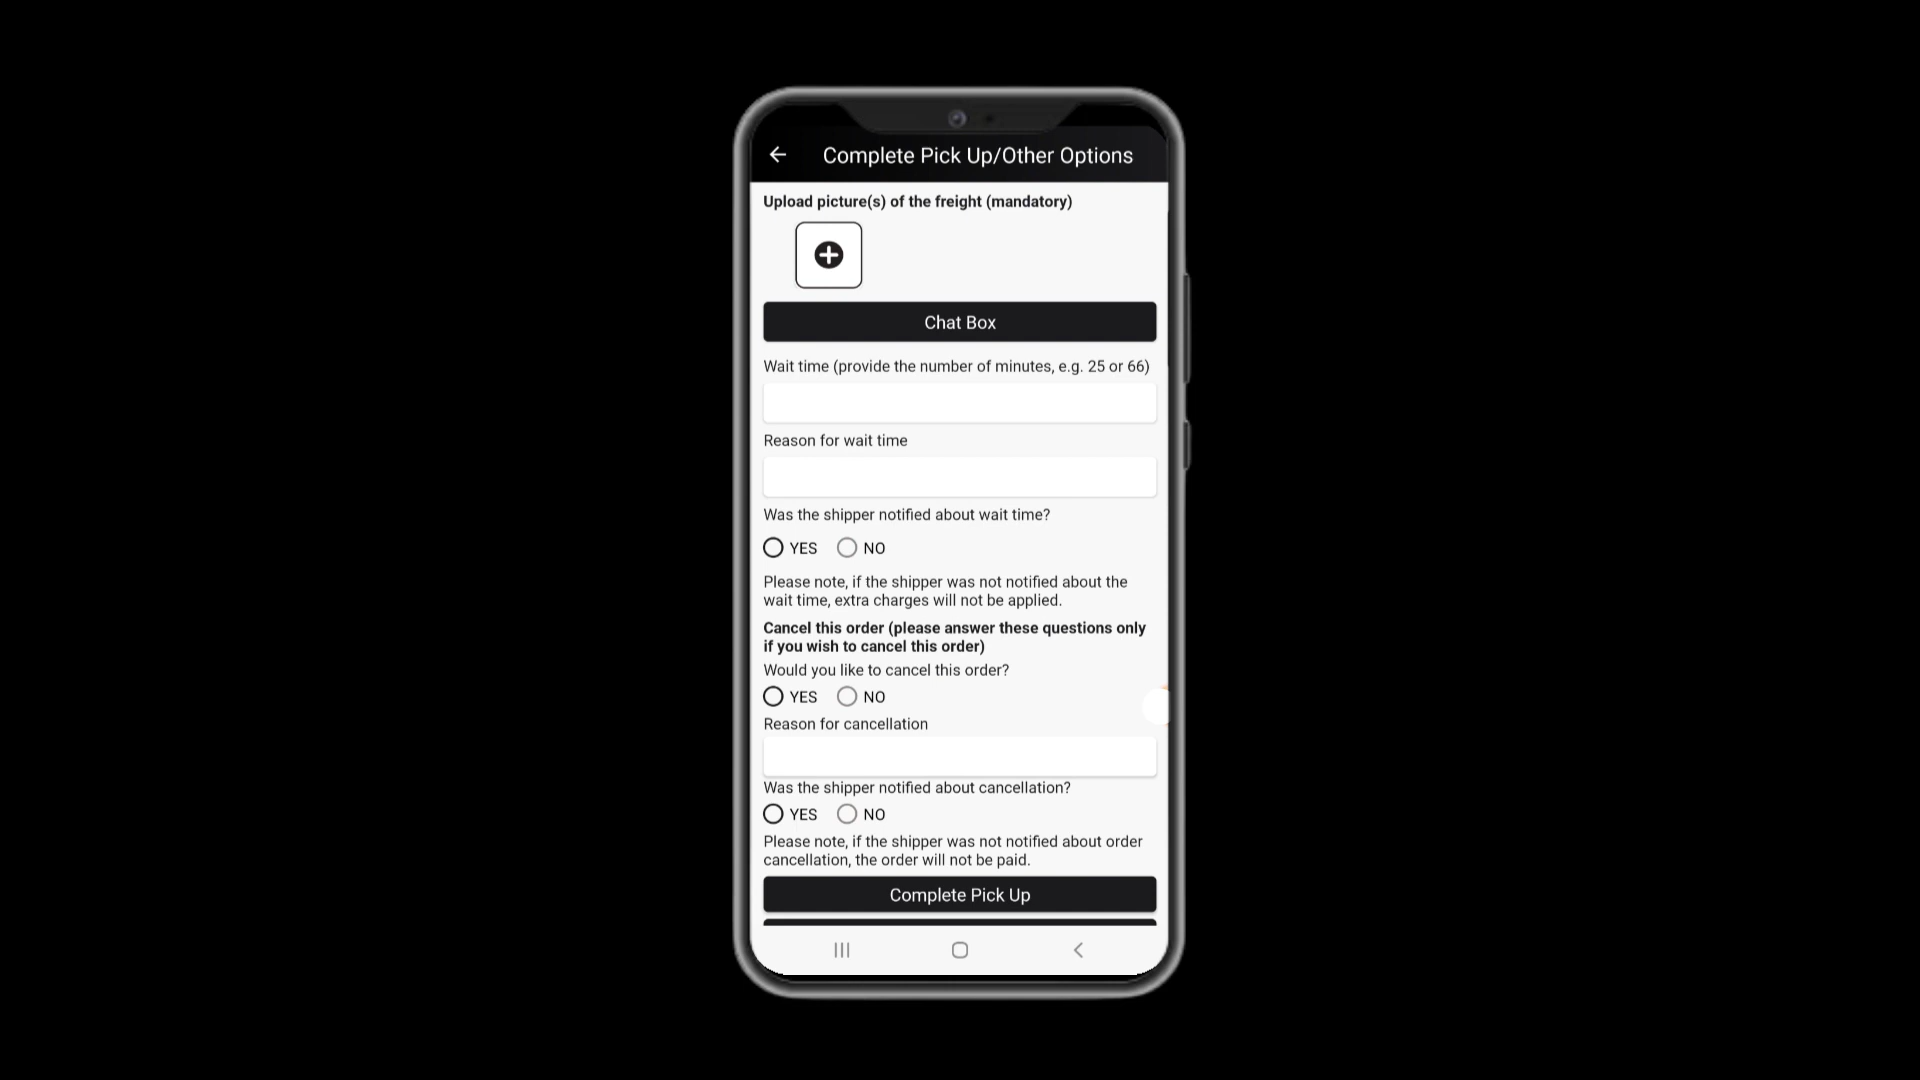 Complete Pick Up/Other Options
Upload picture(s) of the freight (mandatory)
Chat Box
Wait time (provide the number of minutes, e.g. 25 or 66)
Reason for wait time
Was the shipper notified about wait time?
YES NO
Please note, if the shipper was not notified about the
wait time, extra charges will not be applied.
Cancel this order (please answer these questions only
if you wish to cancel this order)
Would you like to cancel this order?
YES NO
Reason for cancellation
Was the shipper notified about cancellation?
YES NO
Please note, if the shipper was not notified about order
cancellation, the order will not be paid.
Complete Pick Up